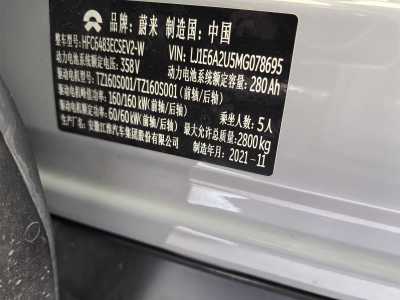 品牌: 蔚来 制造国: 中国
整车型号: HFC6483ECSEV2-W VIN: LJ1E6A2U5MG078695
动力电池系统额定电压: 358V 动力电池系统额定容量: 280Ah
驱动电机型号: TZ160S001/TZ160S001(前轴/后轴)
驱动电机峰值功率: 160/160kW(前轴/后轴) 乘坐人数: 5人
驱动电机额定功率: 60/60kW(前轴/后轴) 最大允许总质量: 2800kg
生产厂名: 安徽江淮汽车集团股份有限公司 制造年月: 2021-11